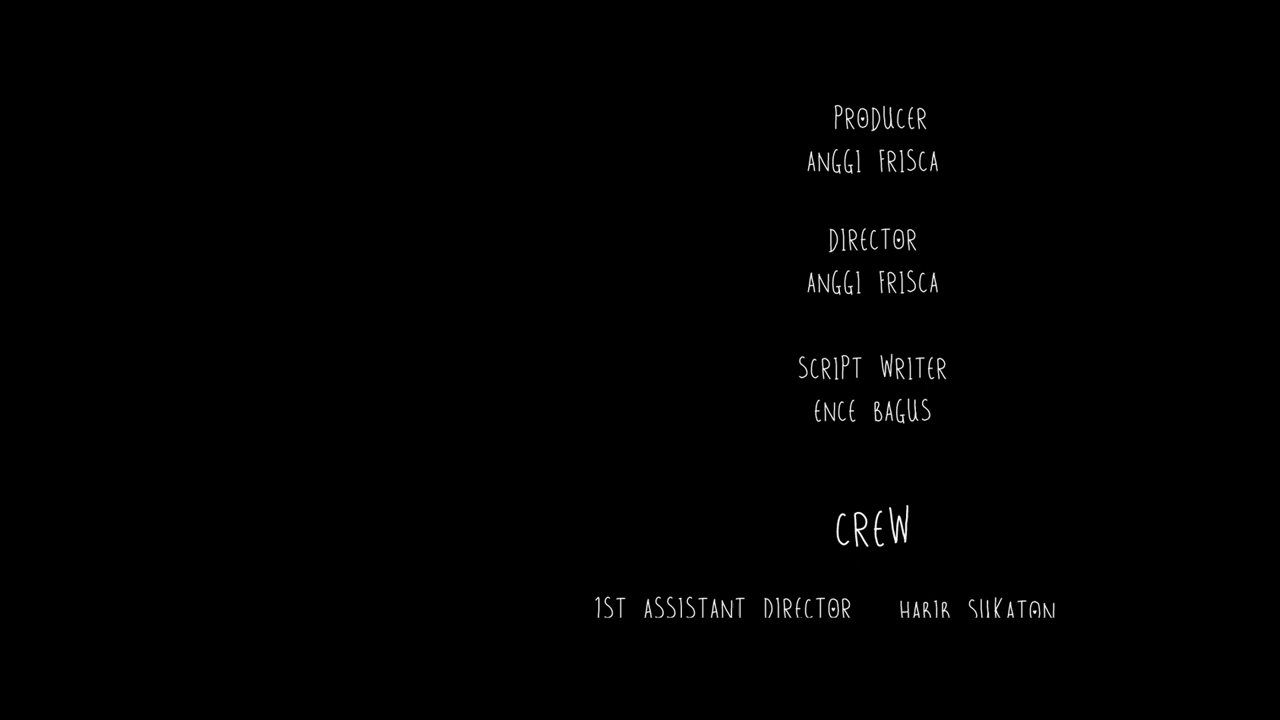 PRODUCER
ANGGI FRISCA
DIRECTOR
ANGGI FRISCA
SCRIPT WRITER
ENCE BAGUS
CREW
1ST ASSISTANT DIRECTOR